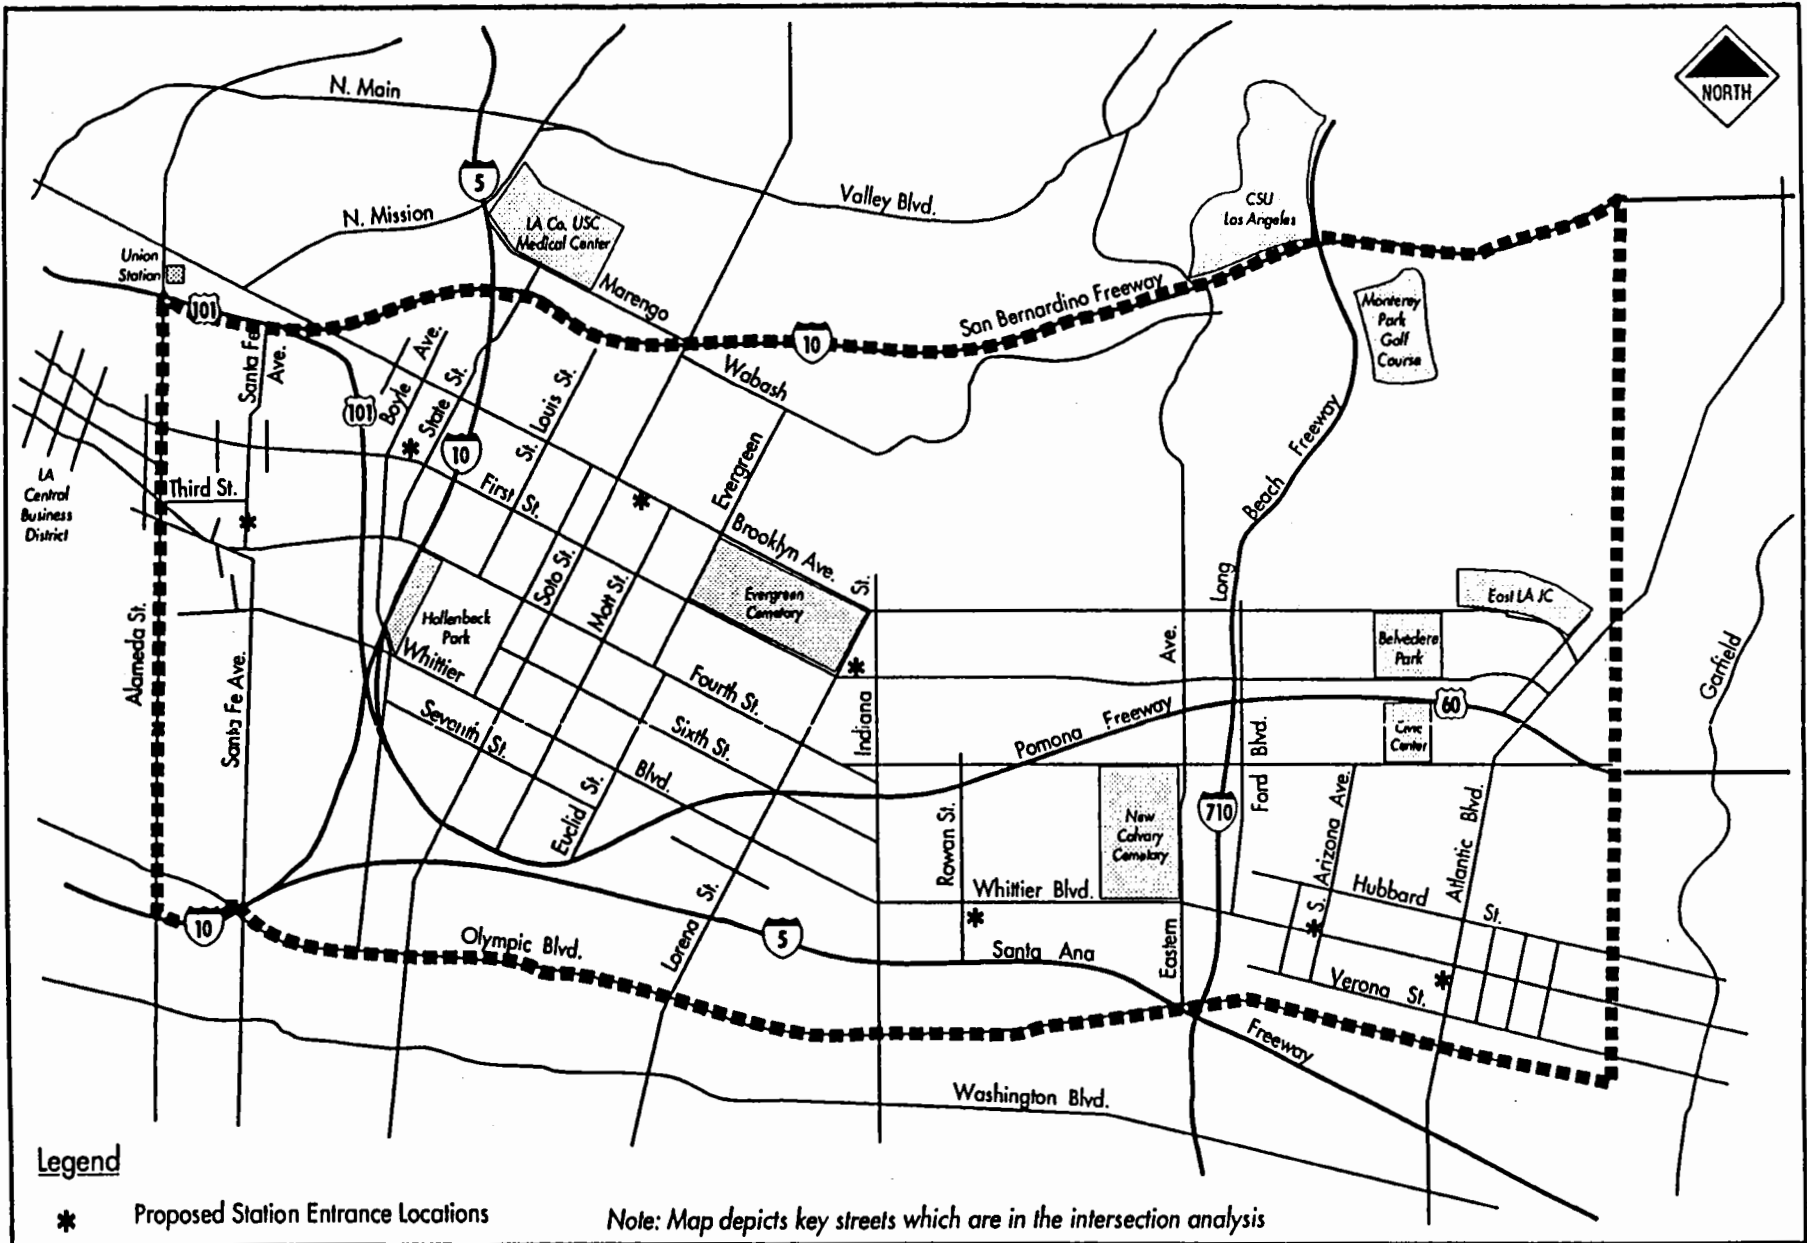 NORTH
N. Main
5
CSU
Los Angeles
Valley Blvd.
N. Mission
LA Co. USC
Medical Center
Union
Station
Marengo
101
San Bernardino Freeway
10
Monterey
Park
Golf
Course
Santa Fe
Ave.
Boyle Ave.
State St.
St. Louis St.
Wabash
101
10
Evergreen
Beach Freeway
LA
Central
Business
District
Third St.
First St.
Brooklyn Ave.
Soto St.
Mott St.
Evergreen
Cemetery
St.
Long
East LA JC
Hollenbeck
Park
Belvedere
Park
Ave.
Garfield
Alameda St.
Santa Fe Ave.
Whittier
Fourth St.
Indiana
60
Seventh St.
Sixth St.
Pomona Freeway
Civic
Center
Blvd.
Ford Blvd.
Euclid St.
Rowan St.
New
Calvary
Cemetery
710
S. Arizona Ave.
Atlantic Blvd.
Whittier Blvd.
Hubbard St.
10
Olympic Blvd.
Lorena St.
5
Santa Ana
Eastern
Verona St.
Freeway
Washington Blvd.
Legend
* Proposed Station Entrance Locations
Note: Map depicts key streets which are in the intersection analysis